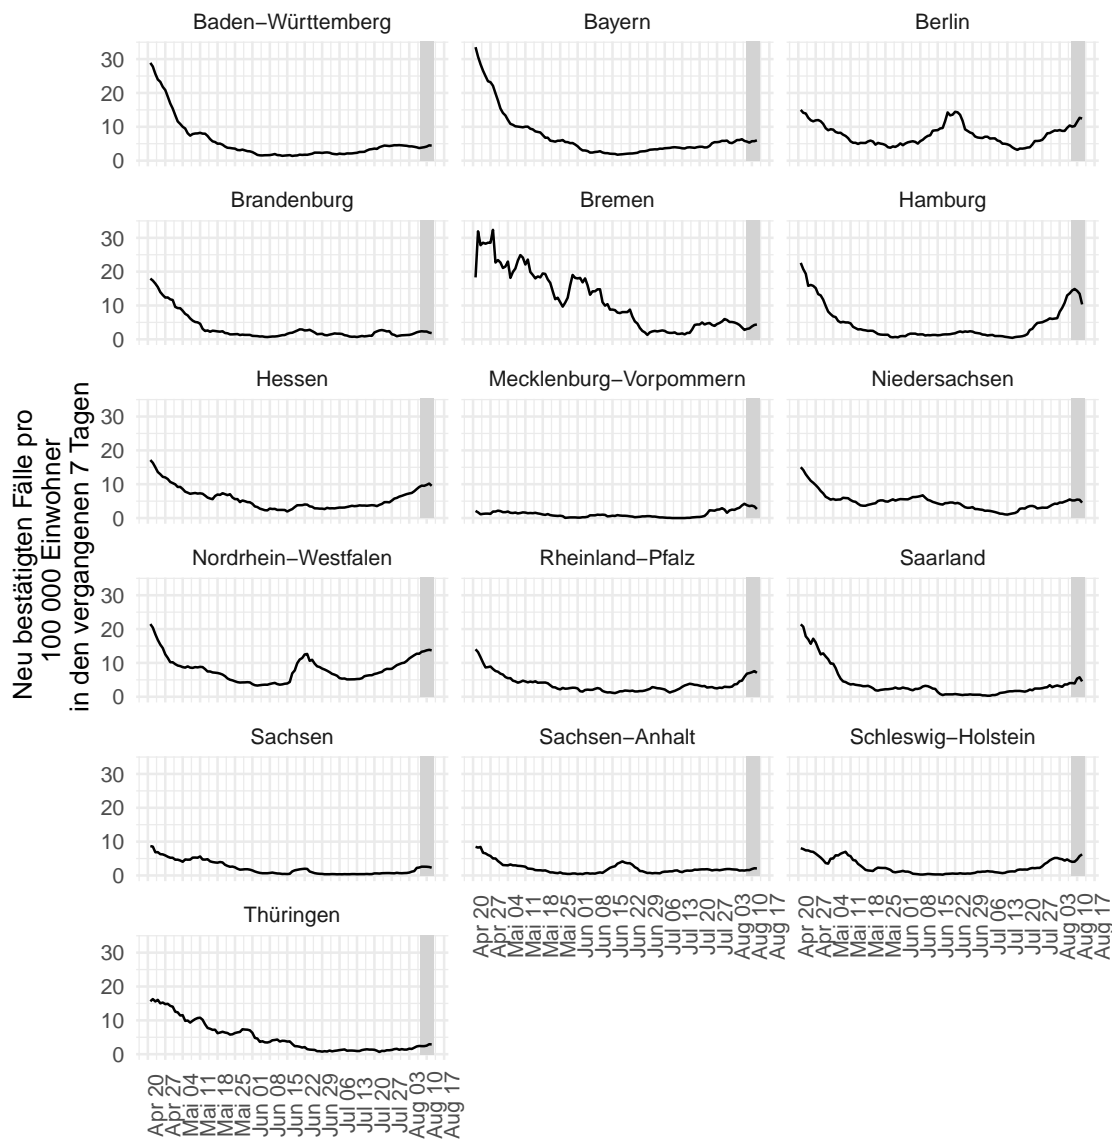 Baden−Württemberg
Bayern
Berlin
30
20
10
0
Brandenburg
Bremen
Hamburg
30
20
10
0
Hessen
Mecklenburg−Vorpommern
Niedersachsen
30
20
10
0
Nordrhein−Westfalen
Rheinland−Pfalz
Saarland
30
20
10
0
Sachsen
Sachsen−Anhalt
Schleswig−Holstein
30
20
10
0
Thüringen
30
20
10
0
Apr 20
Apr 27
Mai 04
Mai 11
Mai 18
Mai 25
Jun 01
Jun 08
Jun 15
Jun 22
Jun 29
Jul 06
Jul 13
Jul 20
Jul 27
Aug 03
Aug 10
Aug 17
Apr 20
Apr 27
Mai 04
Mai 11
Mai 18
Mai 25
Jun 01
Jun 08
Jun 15
Jun 22
Jun 29
Jul 06
Jul 13
Jul 20
Jul 27
Aug 03
Aug 10
Aug 17
Apr 20
Apr 27
Mai 04
Mai 11
Mai 18
Mai 25
Jun 01
Jun 08
Jun 15
Jun 22
Jun 29
Jul 06
Jul 13
Jul 20
Jul 27
Aug 03
Aug 10
Aug 17
Neu bestätigten Fälle pro
100 000 Einwohner
in den vergangenen 7 Tagen